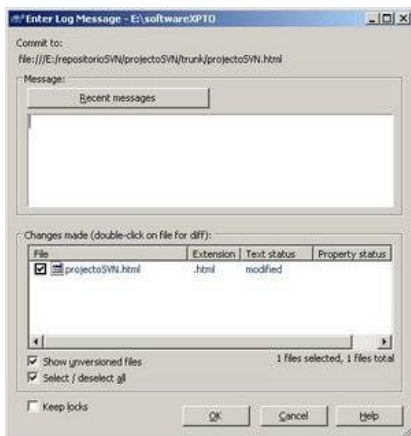 Enter Log Message - E:\softwareXPTO
Commit to:
file:///E:/repositorioSVN/projectoSVN/trunk/projectoSVN.html
Message:
Recent messages
Changes made (double-click on file for diff):
File Extension Text status Property status
projectoSVN.html .html modified
Show unversioned files 1 files selected, 1 files total
Select / deselect all
Keep locks
OK Cancel Help